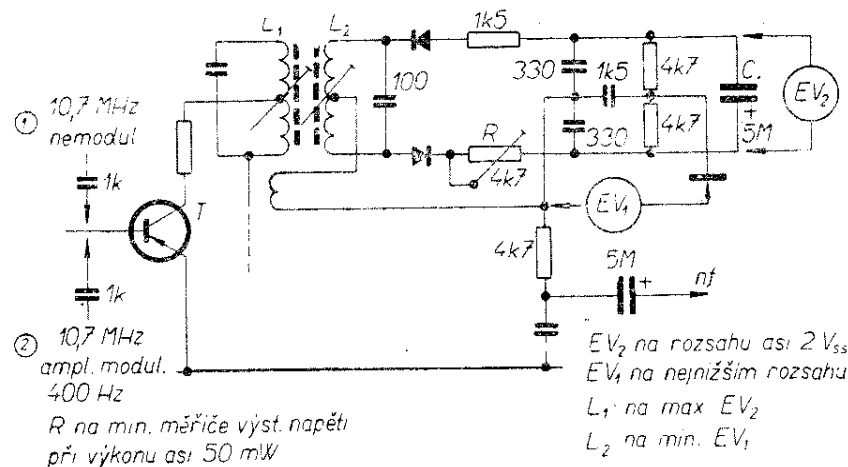 L₁
L₂
1k5
100
330
330
1k5
4k7
4k7
C.
+
5M
EV₂
① 10,7 MHz
nemodul.
1k
T
R
4k7
EV₁
4k7
5M
+
nf
1k
② 10,7 MHz
ampl. modul.
400 Hz
R na min. měřiče výst. napětí
při výkonu asi 50 mW
EV₂ na rozsahu asi 2 Vss
EV₁ na nejnižším rozsahu
L₁ na max EV₂
L₂ na min. EV₁